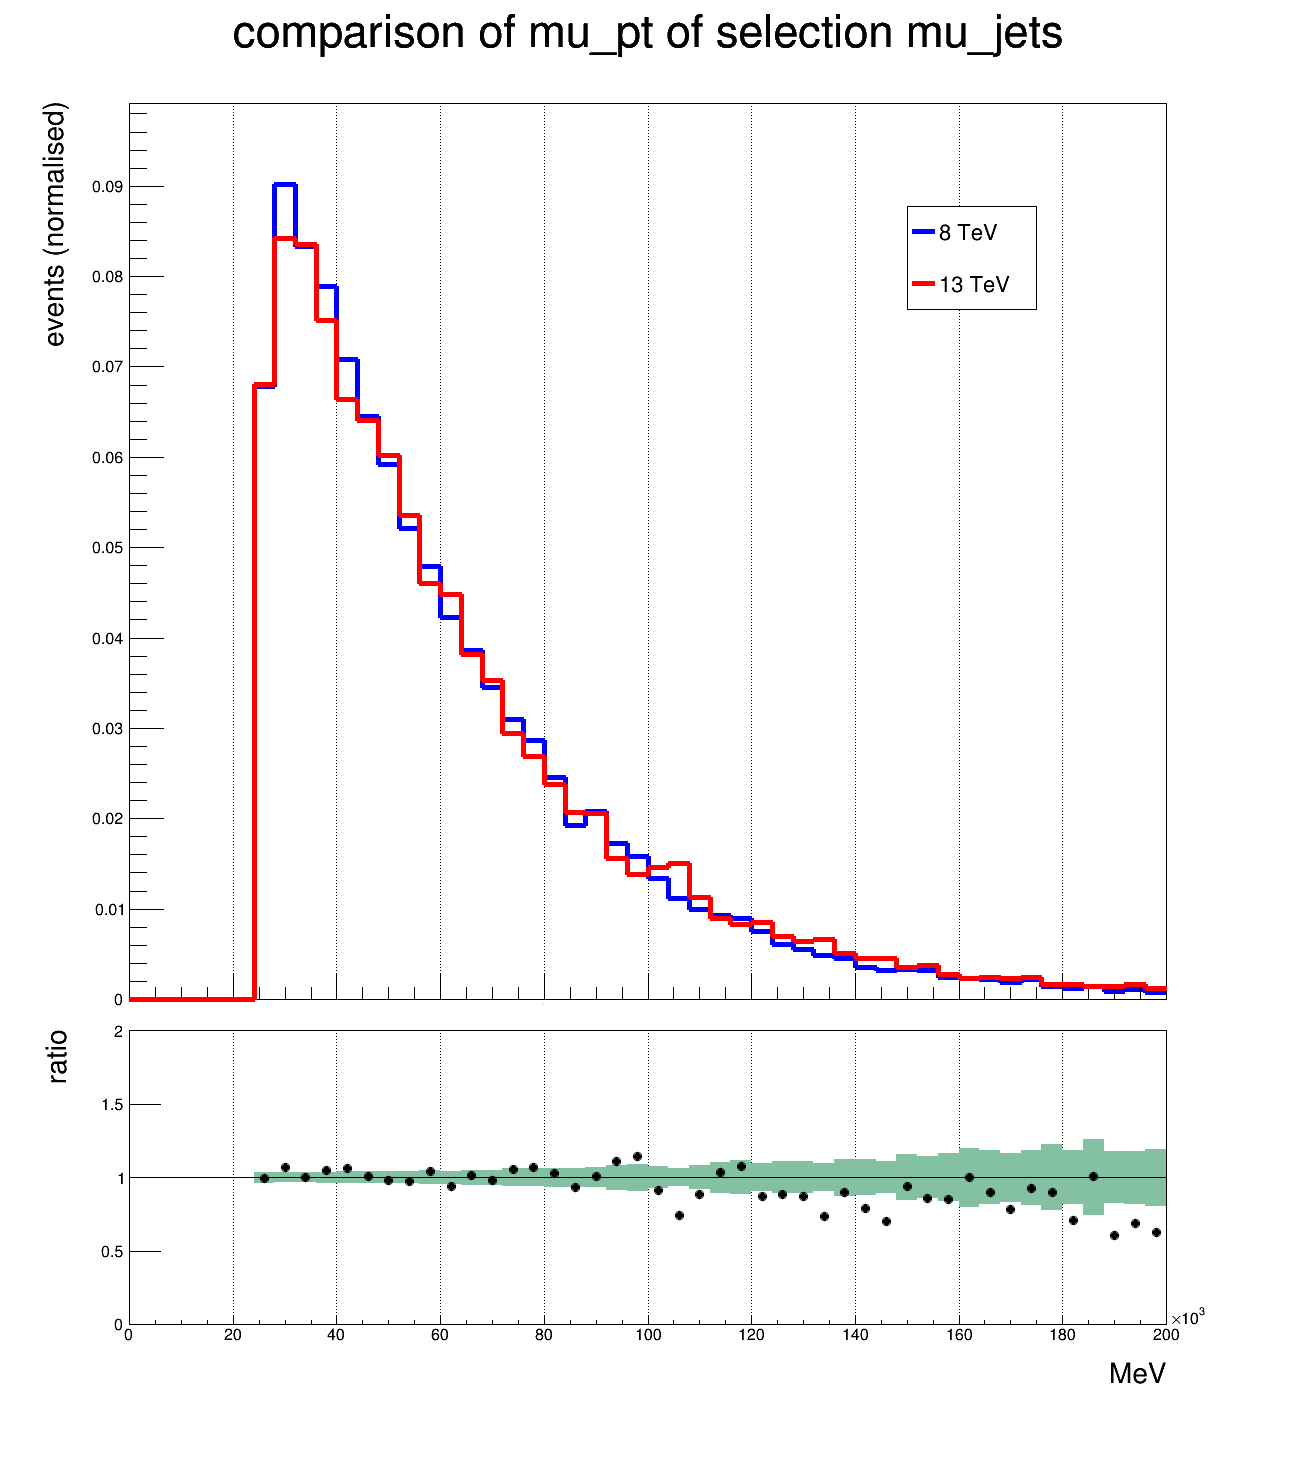 comparison of mu_pt of selection mu_jets
events (normalised)
0.09
0.08
0.07
0.06
0.05
0.04
0.03
0.02
0.01
0
8 TeV
13 TeV
ratio
2
1.5
1
0.5
0
0 20 40 60 80 100 120 140 160 180 200
×10³
MeV